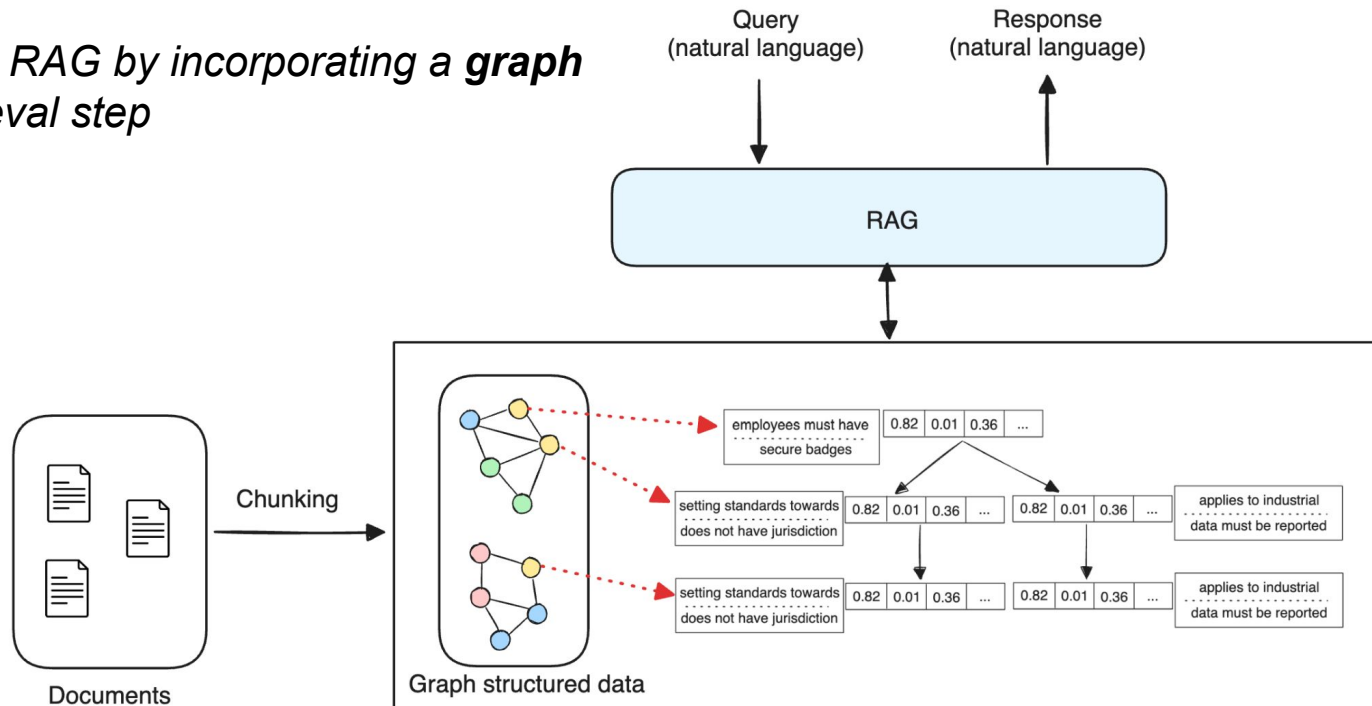 RAG by incorporating a graph
eval step
Query
(natural language)
Response
(natural language)
RAG
Documents
Chunking
Graph structured data
employees must have
secure badges
0.82 0.01 0.36 ...
setting standards towards
does not have jurisdiction
0.82 0.01 0.36 ...
0.82 0.01 0.36 ...
applies to industrial
data must be reported
setting standards towards
does not have jurisdiction
0.82 0.01 0.36 ...
0.82 0.01 0.36 ...
applies to industrial
data must be reported